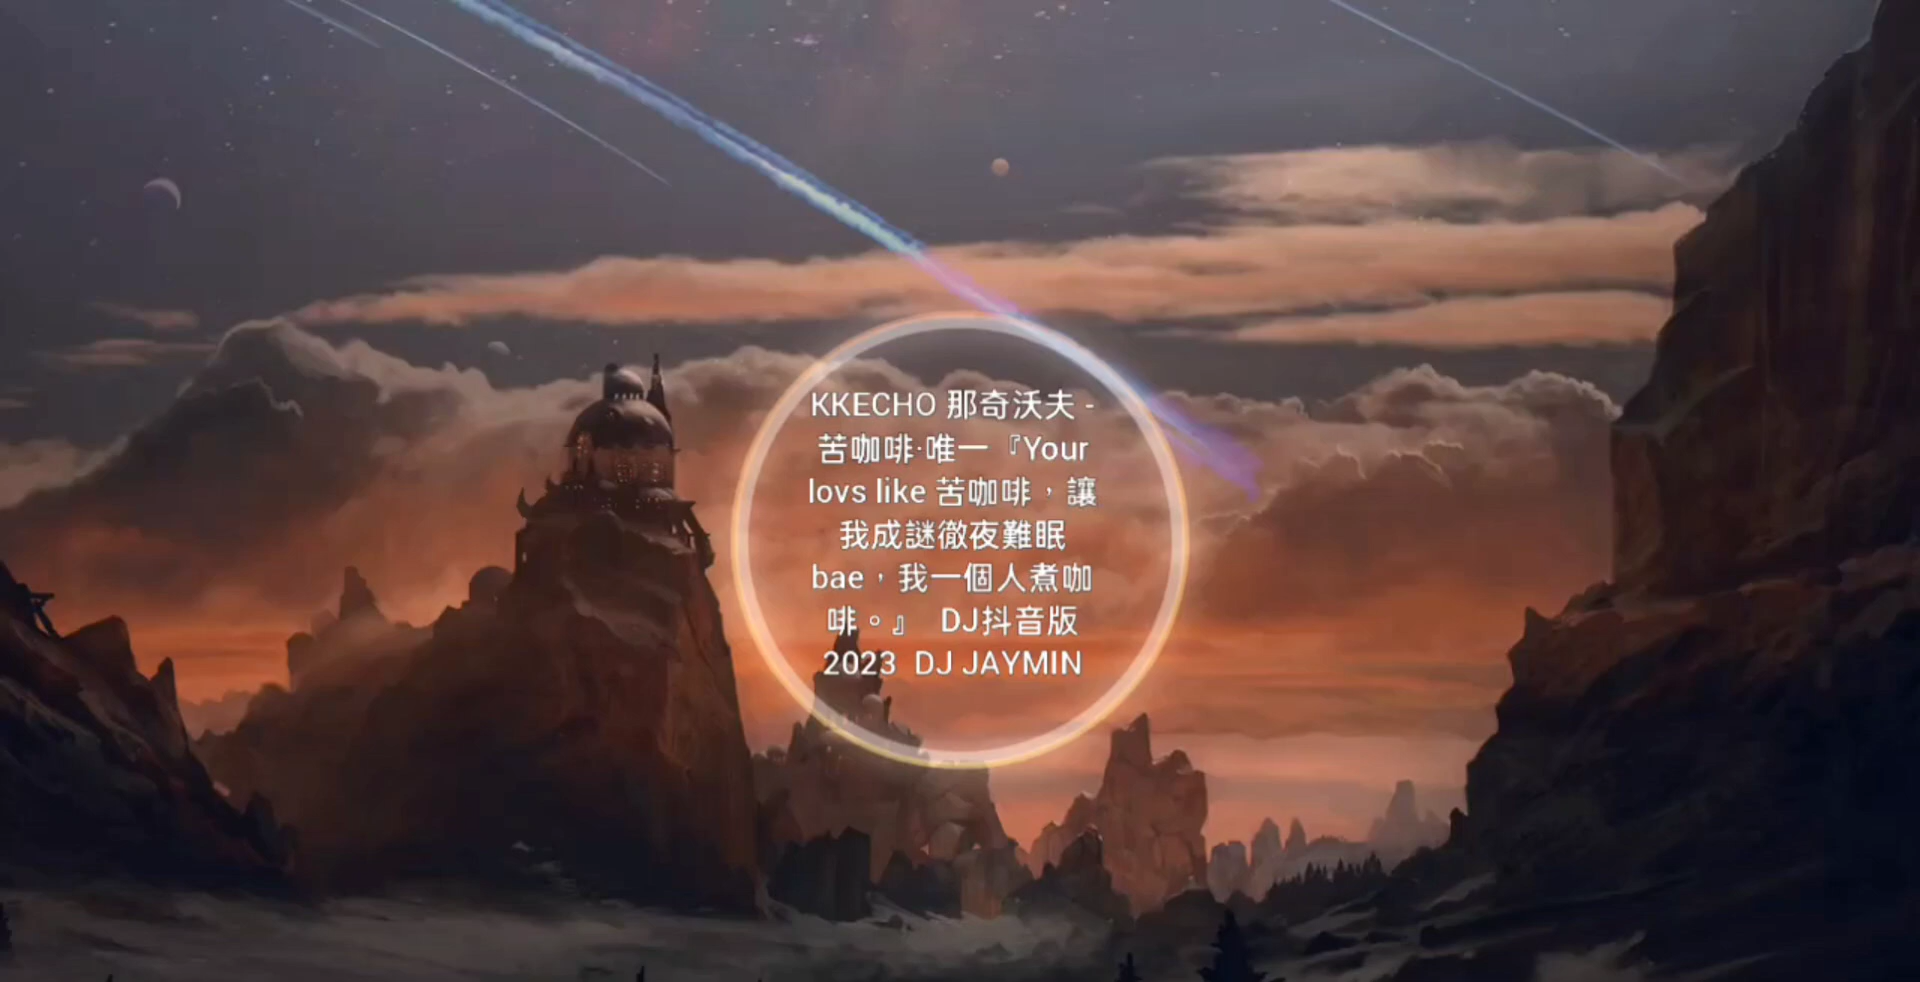 KKECHO 那奇沃夫 -
苦咖啡·唯一『Your
lovs like 苦咖啡，讓
我成謎徹夜難眠
bae，我一個人煮咖
啡。』 DJ抖音版
2023 DJ JAYMIN